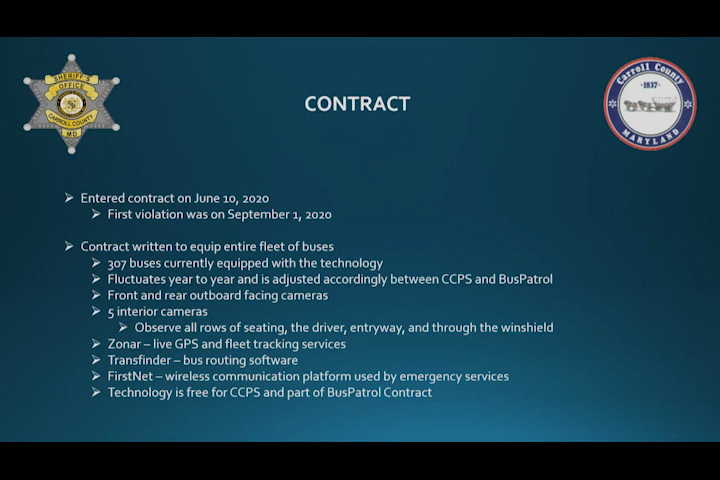 SHERIFF'S
OFFICE
CARROLL COUNTY
MD
CONTRACT
Carroll County
·1837·
MARYLAND
Entered contract on June 10, 2020
First violation was on September 1, 2020
Contract written to equip entire fleet of buses
307 buses currently equipped with the technology
Fluctuates year to year and is adjusted accordingly between CCPS and BusPatrol
Front and rear outboard facing cameras
5 interior cameras
Observe all rows of seating, the driver, entryway, and through the winshield
Zonar – live GPS and fleet tracking services
Transfinder – bus routing software
FirstNet – wireless communication platform used by emergency services
Technology is free for CCPS and part of BusPatrol Contract